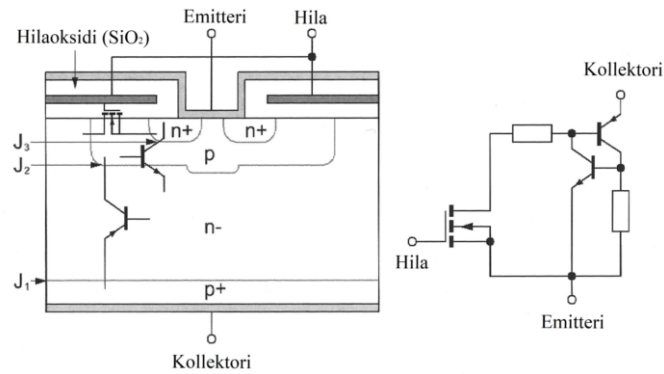 Emitteri
Hila
Hilaoksidi (SiO₂)
n+
n+
J₃
p
J₂
n-
J₁
p+
Kollektori
Kollektori
Hila
Emitteri